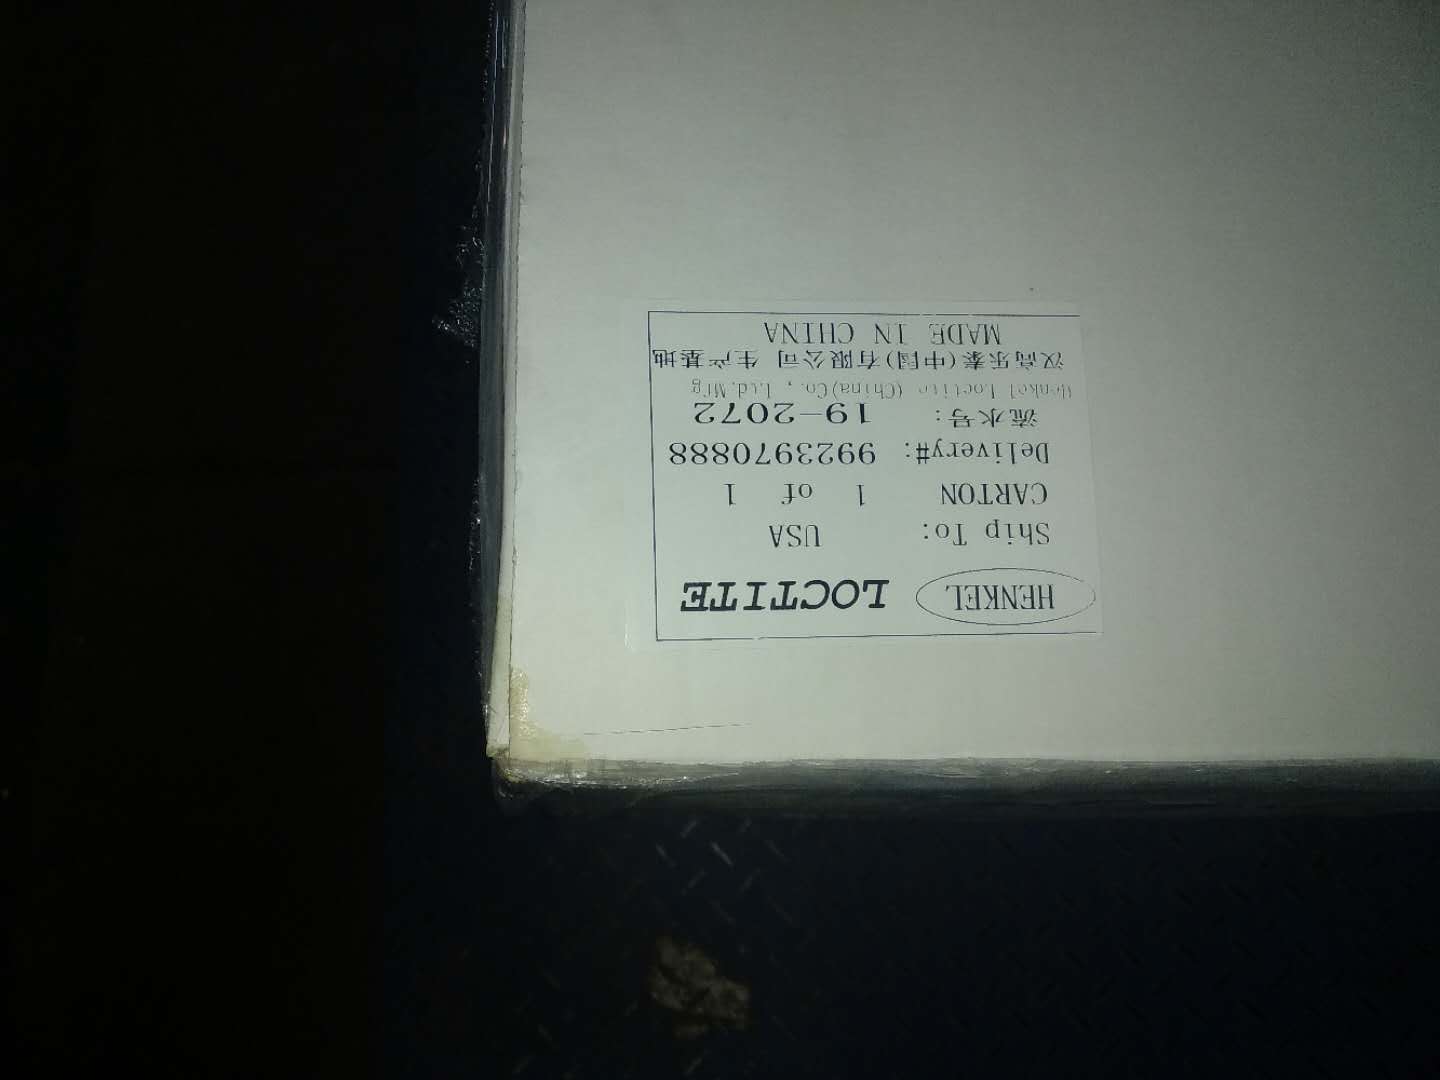 HENKEL LOCTITE
Ship To: USA
CARTON 1 of 1
Delivery#: 9923970888
流水号: 19-2072
Henkel Loctite (China)Co., Ltd.Mfg
汉高乐泰(中国)有限公司 生产基地
MADE IN CHINA